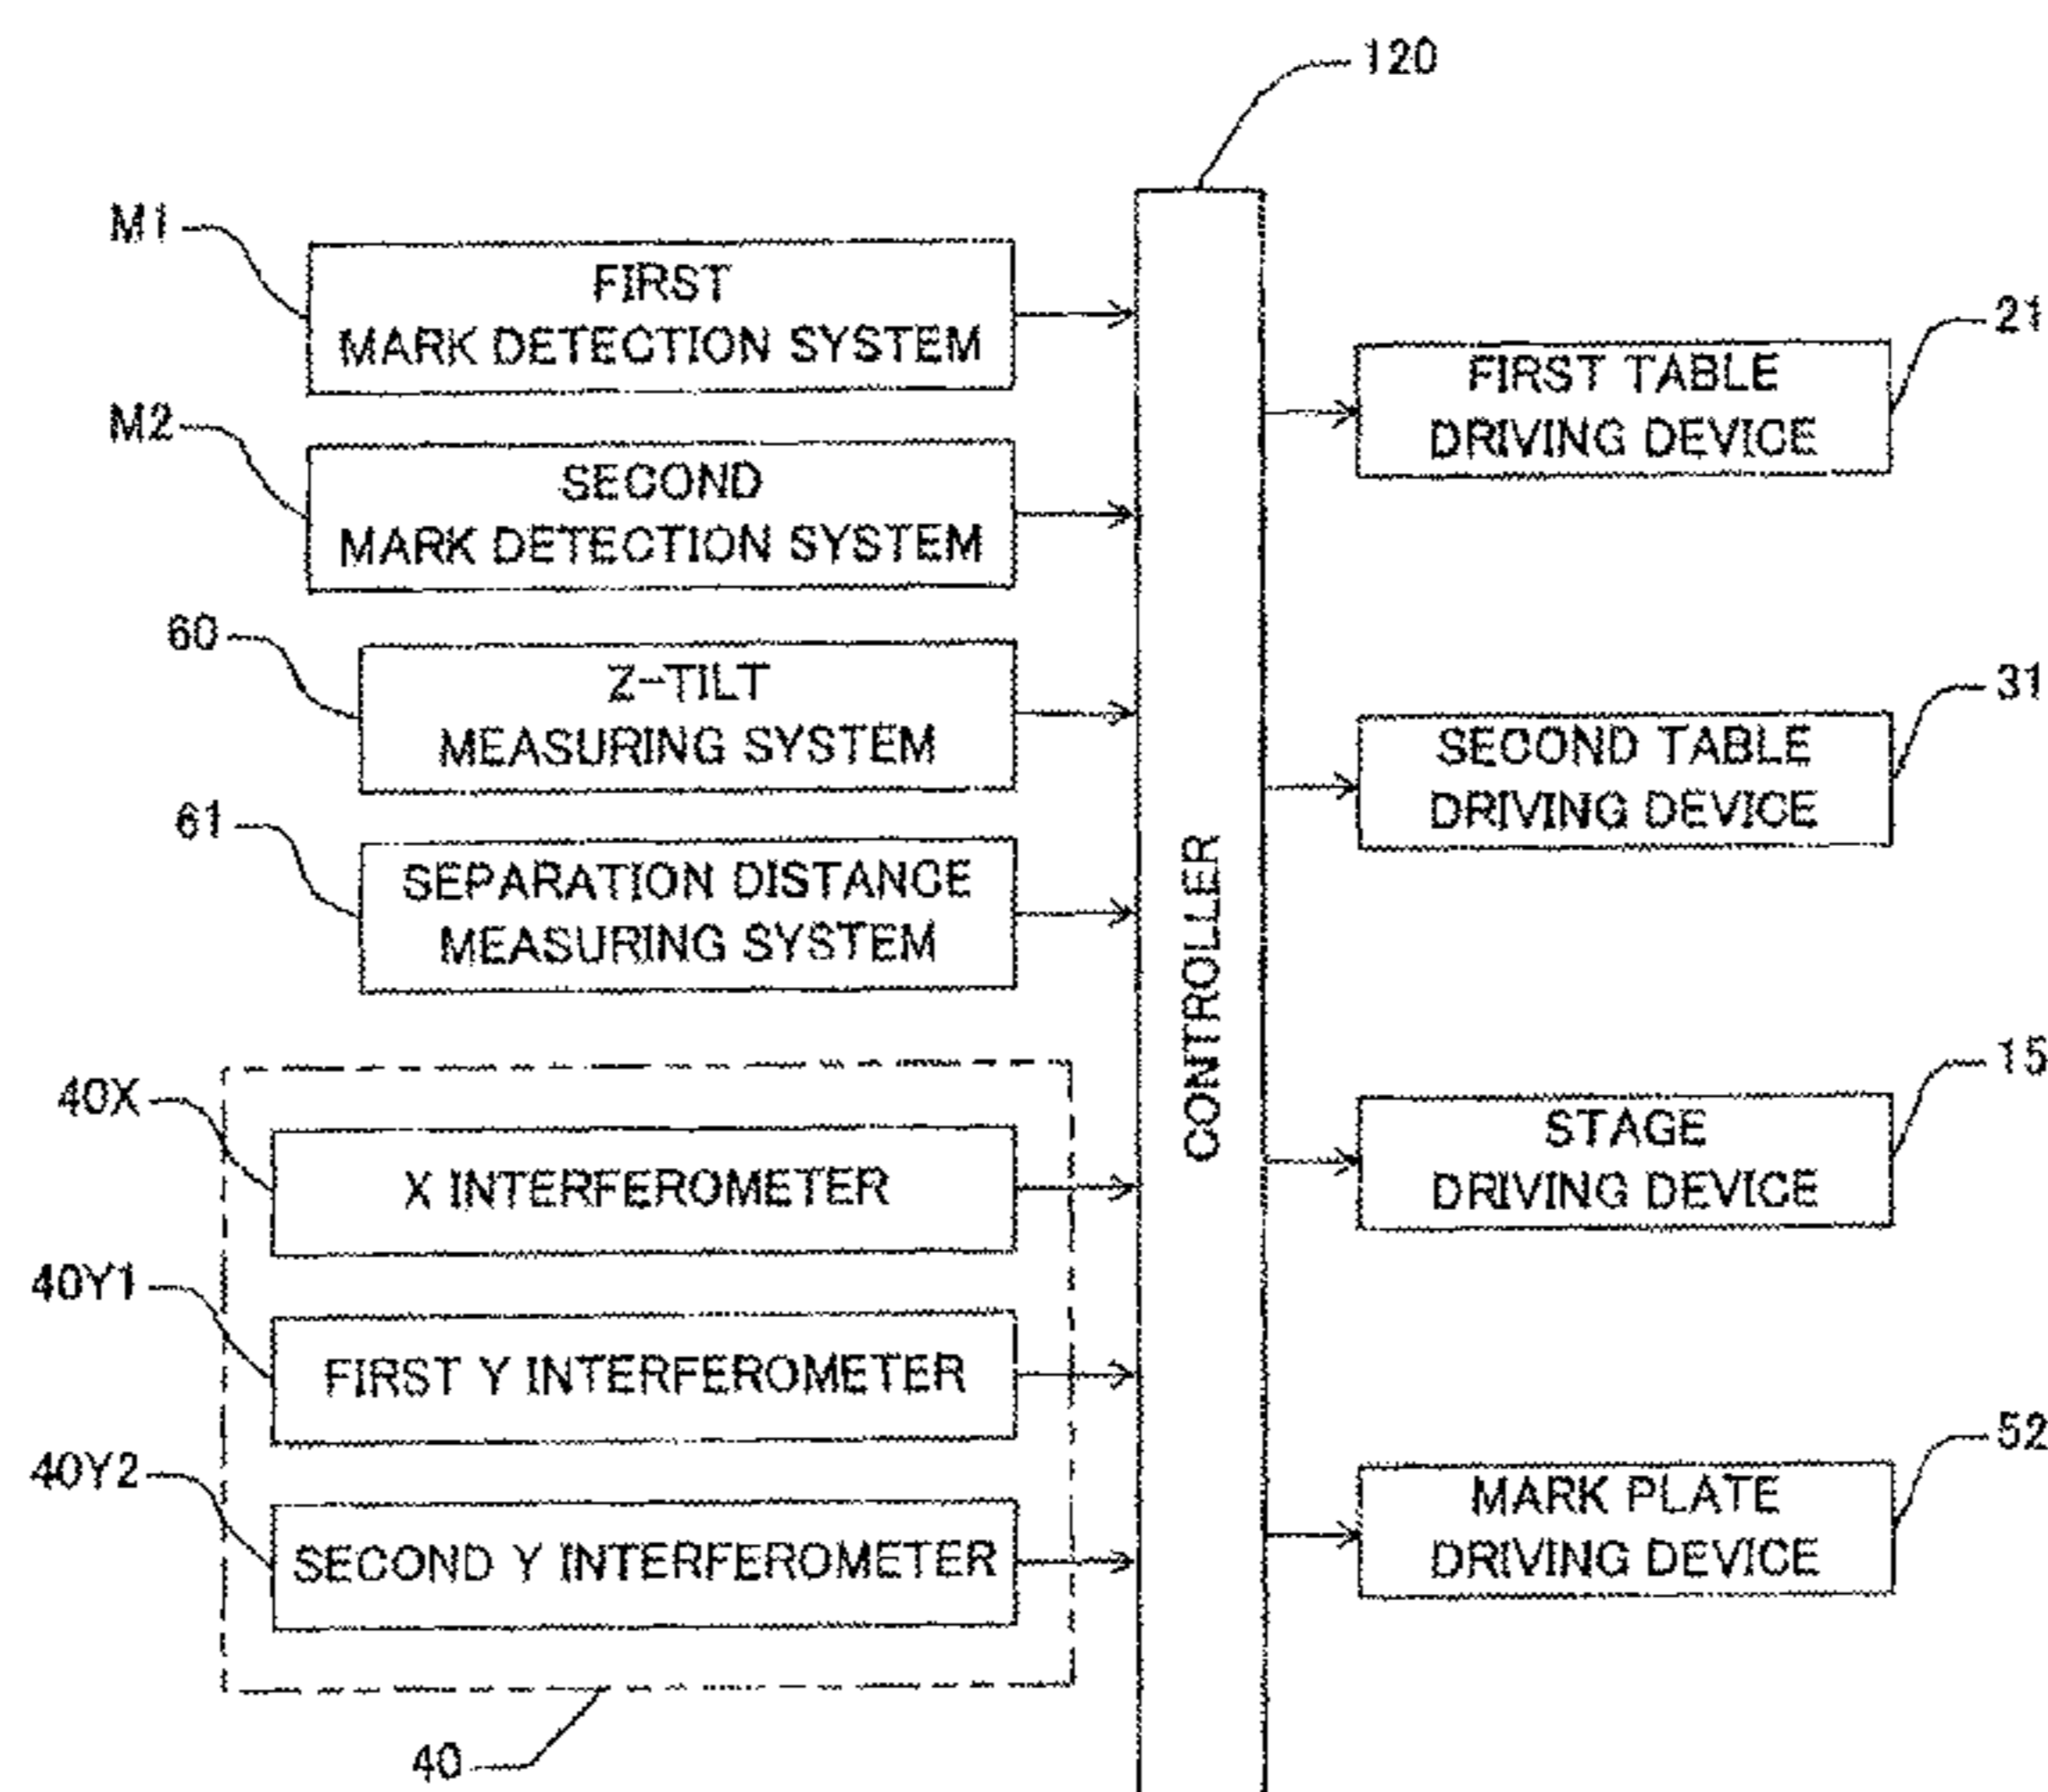 120
M1
FIRST
MARK DETECTION SYSTEM
M2
SECOND
MARK DETECTION SYSTEM
60
Z-TILT
MEASURING SYSTEM
61
SEPARATION DISTANCE
MEASURING SYSTEM
40X
X INTERFEROMETER
40Y1
FIRST Y INTERFEROMETER
40Y2
SECOND Y INTERFEROMETER
40
CONTROLLER
21
FIRST TABLE
DRIVING DEVICE
31
SECOND TABLE
DRIVING DEVICE
15
STAGE
DRIVING DEVICE
52
MARK PLATE
DRIVING DEVICE